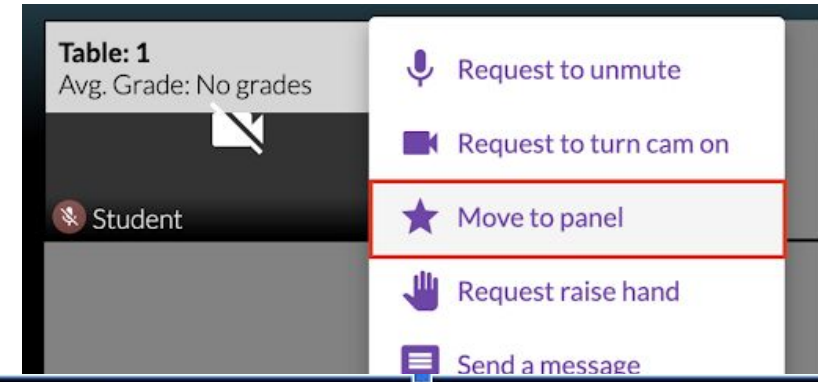 Table: 1
Avg. Grade: No grades
Student
Request to unmute
Request to turn cam on
Move to panel
Request raise hand
Send a message